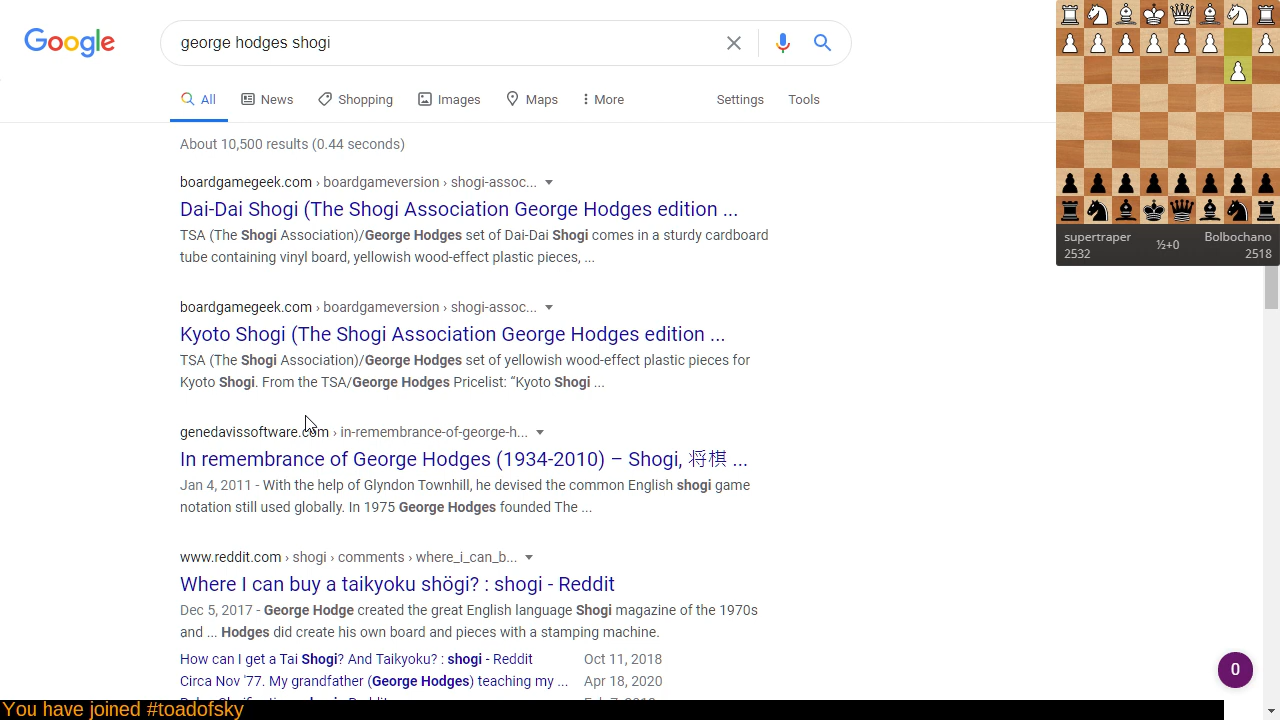 Google
george hodges shogi
All
News
Shopping
Images
Maps
More
Settings
Tools
About 10,500 results (0.44 seconds)
boardgamegeek.com › boardgameversion › shogi-assoc...
Dai-Dai Shogi (The Shogi Association George Hodges edition ...
TSA (The Shogi Association)/George Hodges set of Dai-Dai Shogi comes in a sturdy cardboard
tube containing vinyl board, yellowish wood-effect plastic pieces, ...
boardgamegeek.com › boardgameversion › shogi-assoc...
Kyoto Shogi (The Shogi Association George Hodges edition ...
TSA (The Shogi Association)/George Hodges set of yellowish wood-effect plastic pieces for
Kyoto Shogi. From the TSA/George Hodges Pricelist: “Kyoto Shogi ...
genedavissoftware.com › in-remembrance-of-george-h...
In remembrance of George Hodges (1934-2010) – Shogi, 将棋 ...
Jan 4, 2011 - With the help of Glyndon Townhill, he devised the common English shogi game
notation still used globally. In 1975 George Hodges founded The ...
www.reddit.com › shogi › comments › where_i_can_b...
Where I can buy a taikyoku shōgi? : shogi - Reddit
Dec 5, 2017 - George Hodge created the great English language Shogi magazine of the 1970s
and ... Hodges did create his own board and pieces with a stamping machine.
How can I get a Tai Shogi? And Taikyoku? : shogi - Reddit Oct 11, 2018
Circa Nov '77. My grandfather (George Hodges) teaching my ... Apr 18, 2020
supertraper ½+0 Bolbochano
2532 2518
0
You have joined #toadofsky